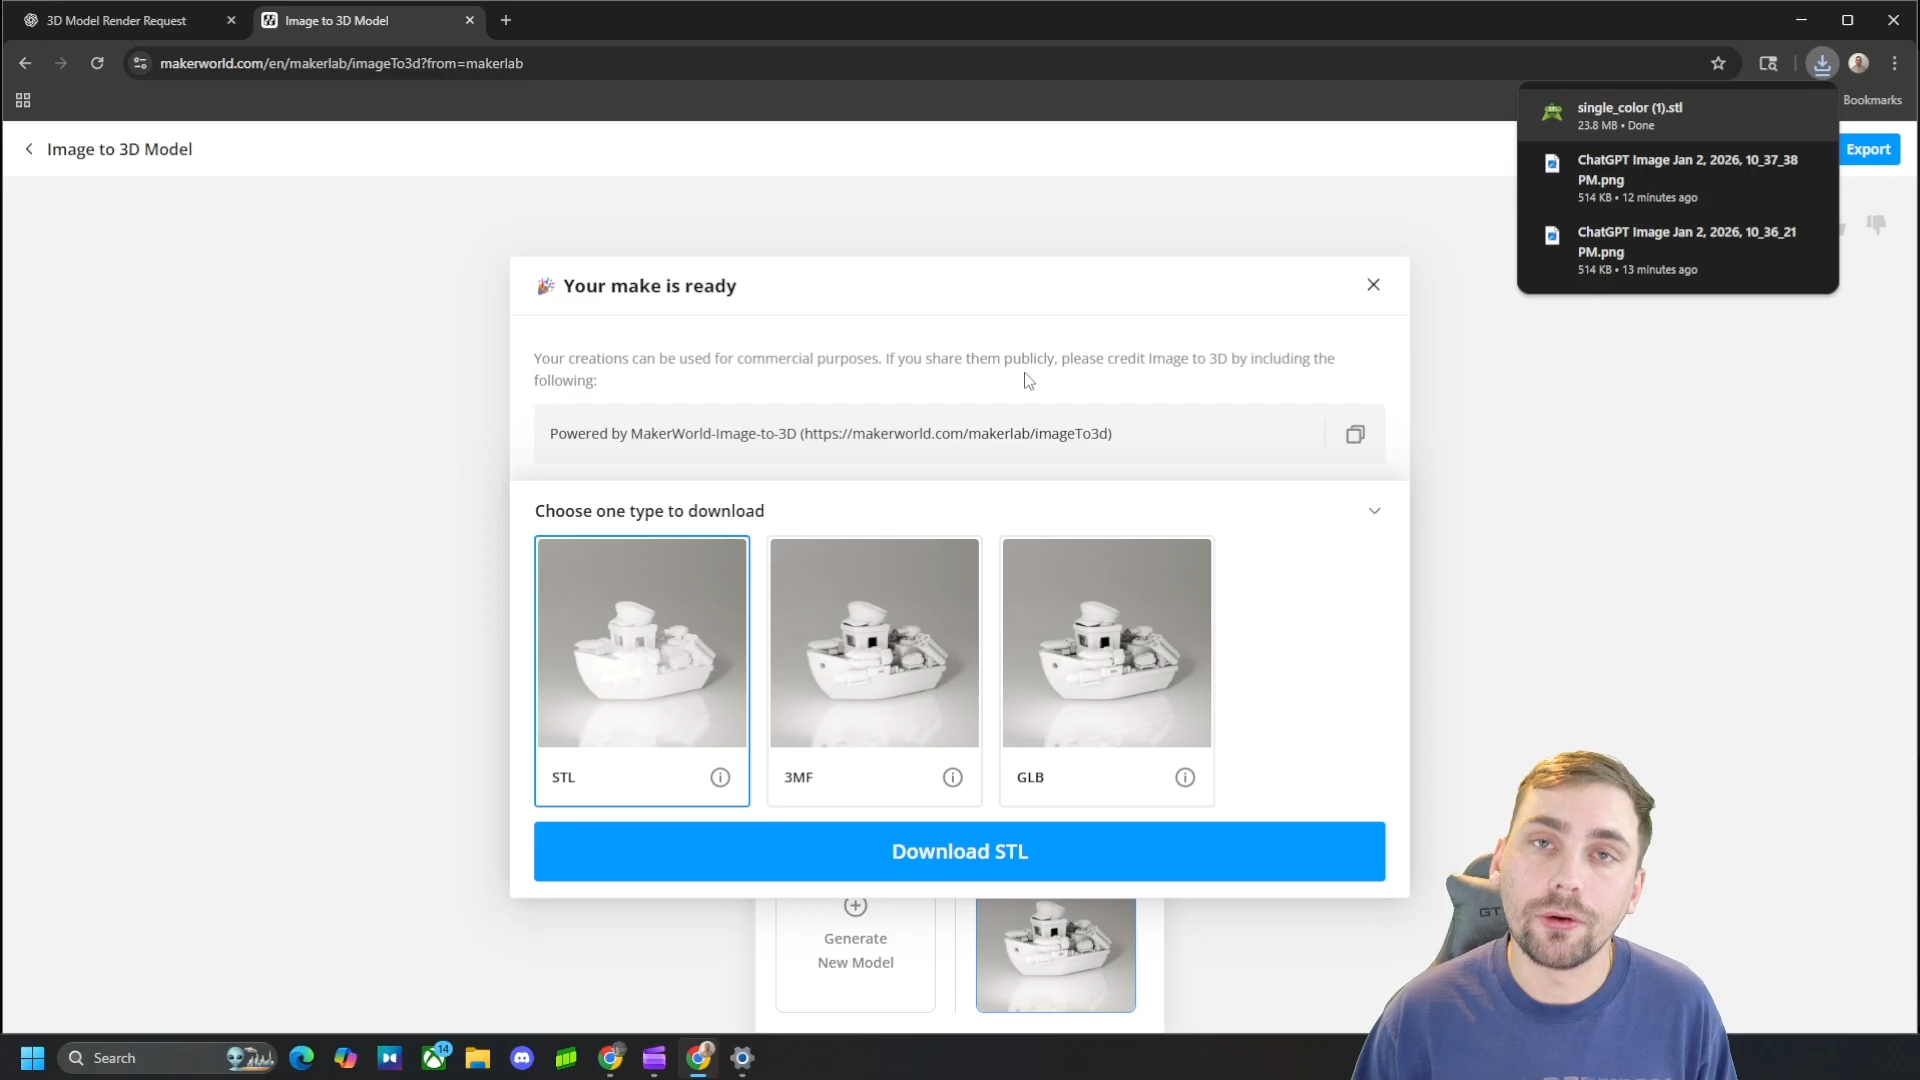 3D Model Render Request
Image to 3D Model
makerworld.com/en/makerlab/imageTo3d?from=makerlab
Bookmarks
single_color (1).stl
23.8 MB • Done
ChatGPT Image Jan 2, 2026, 10_37_38
PM.png
514 KB • 12 minutes ago
ChatGPT Image Jan 2, 2026, 10_36_21
PM.png
514 KB • 13 minutes ago
Image to 3D Model
Export
Your make is ready
Your creations can be used for commercial purposes. If you share them publicly, please credit Image to 3D by including the
following:
Powered by MakerWorld-Image-to-3D (https://makerworld.com/makerlab/imageTo3d)
Choose one type to download
STL
3MF
GLB
Download STL
Generate
New Model
GT
Search
14